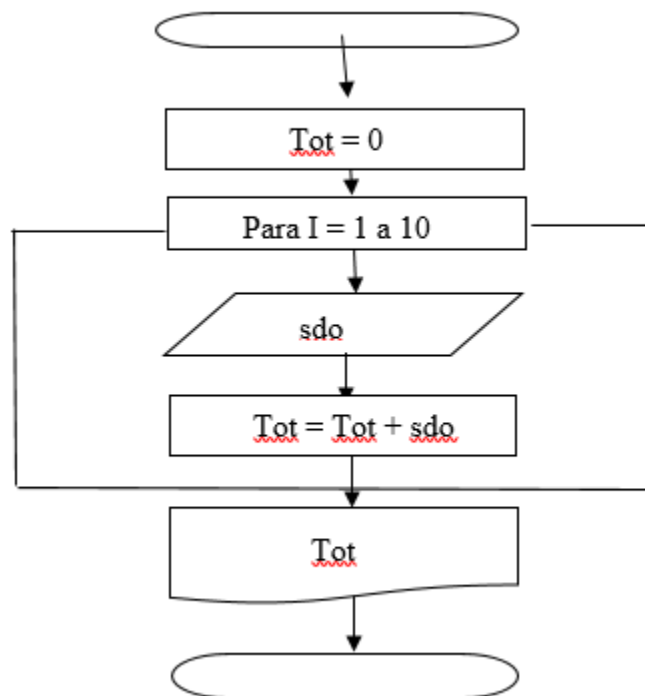 Tot = 0
Para I = 1 a 10
sdo
Tot = Tot + sdo
Tot